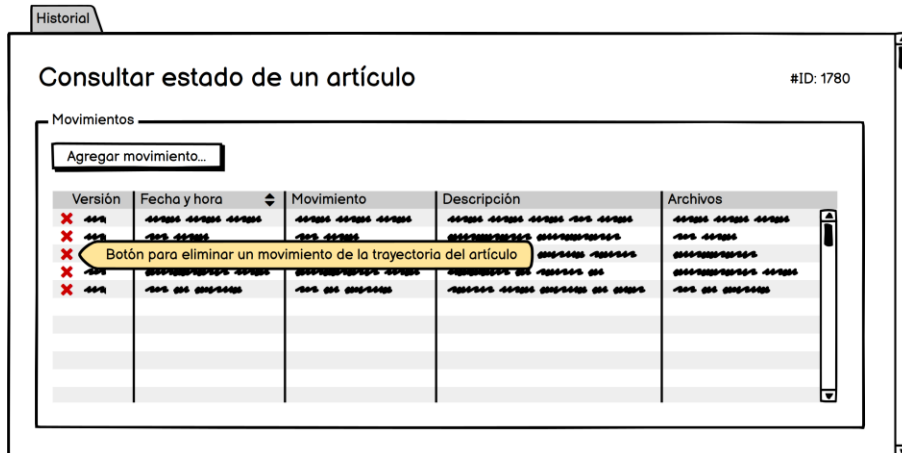 Historial
Consultar estado de un artículo
#ID: 1780
Movimientos
Agregar movimiento...
Versión Fecha y hora Movimiento Descripción Archivos
Botón para eliminar un movimiento de la trayectoria del artículo